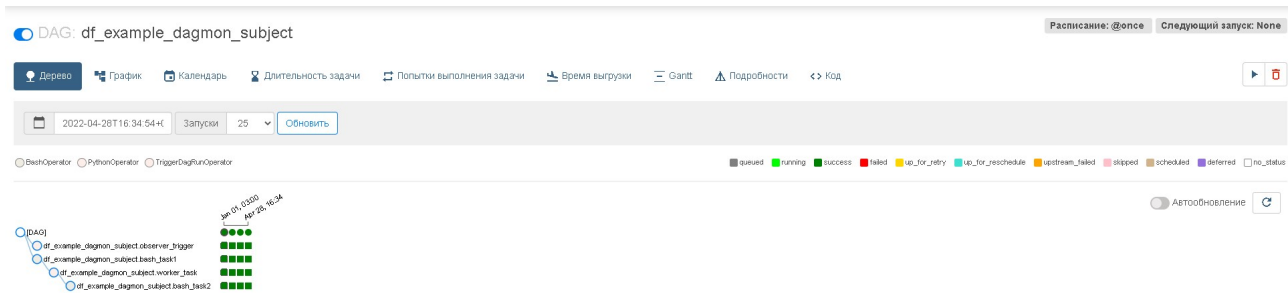 DAG: df_example_dagmon_subject
Расписание: @once Следующий запуск: None
Дерево График Календарь Длительность задачи Попытки выполнения задачи Время выгрузки Gantt Подробности Код
2022-04-28T16:34:54+( Запуски 25 Обновить
BashOperator PythonOperator TriggerDagRunOperator
queued running success failed up_for_retry up_for_reschedule upstream_failed skipped scheduled deferred no_status
Автообновление
Jan 01, 03:00
Apr 28, 16:34
[DAG]
df_example_dagmon_subject.observer_trigger
df_example_dagmon_subject.bash_task1
df_example_dagmon_subject.worker_task
df_example_dagmon_subject.bash_task2